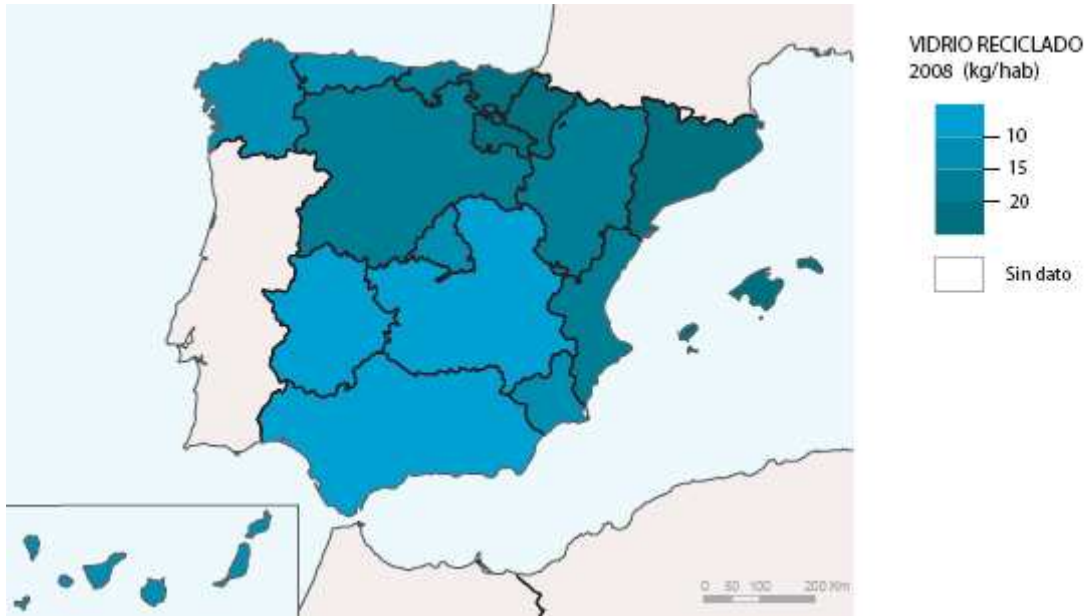 VIDRIO RECICLADO
2008 (kg/hab)
10
15
20
Sin dato
0 50 100 200 Km